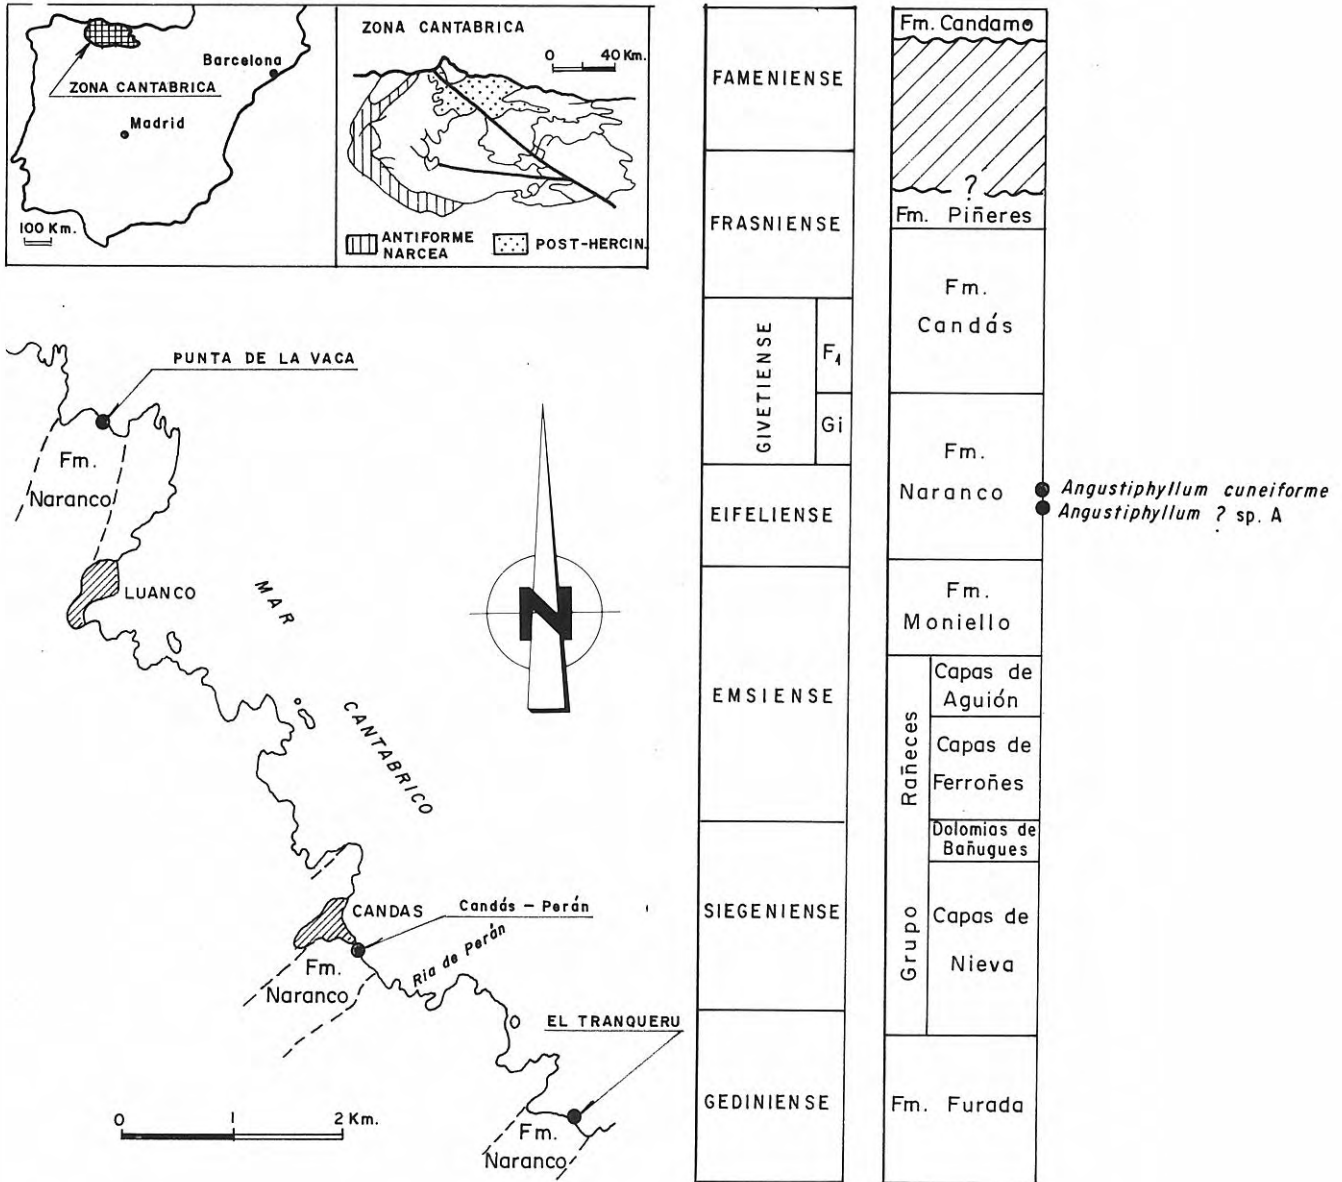 Barcelona
ZONA CANTABRICA
Madrid
100 Km.
ZONA CANTABRICA
0 40 Km.
ANTIFORME
NARCEA
POST-HERCIN.
PUNTA DE LA VACA
Fm.
Naranco
LUANCO
MAR
CANTABRICO
N
CANDAS
Candás - Perán
Ria de Perán
Fm.
Naranco
EL TRANQUERU
Fm.
Naranco
0 1 2 Km.
FAMENIENSE
FRASNIENSE
GIVETIENSE
F1
Gi
EIFELIENSE
EMSIENSE
SIEGENIENSE
GEDINIENSE
Fm. Candamo
?
Fm. Piñeres
Fm.
Candás
Fm.
Naranco
Angustiphyllum cuneiforme
Angustiphyllum ? sp. A
Fm.
Moniello
Grupo Rañeces
Capas de
Aguión
Capas de
Ferroñes
Dolomias de
Bañugues
Capas de
Nieva
Fm. Furada